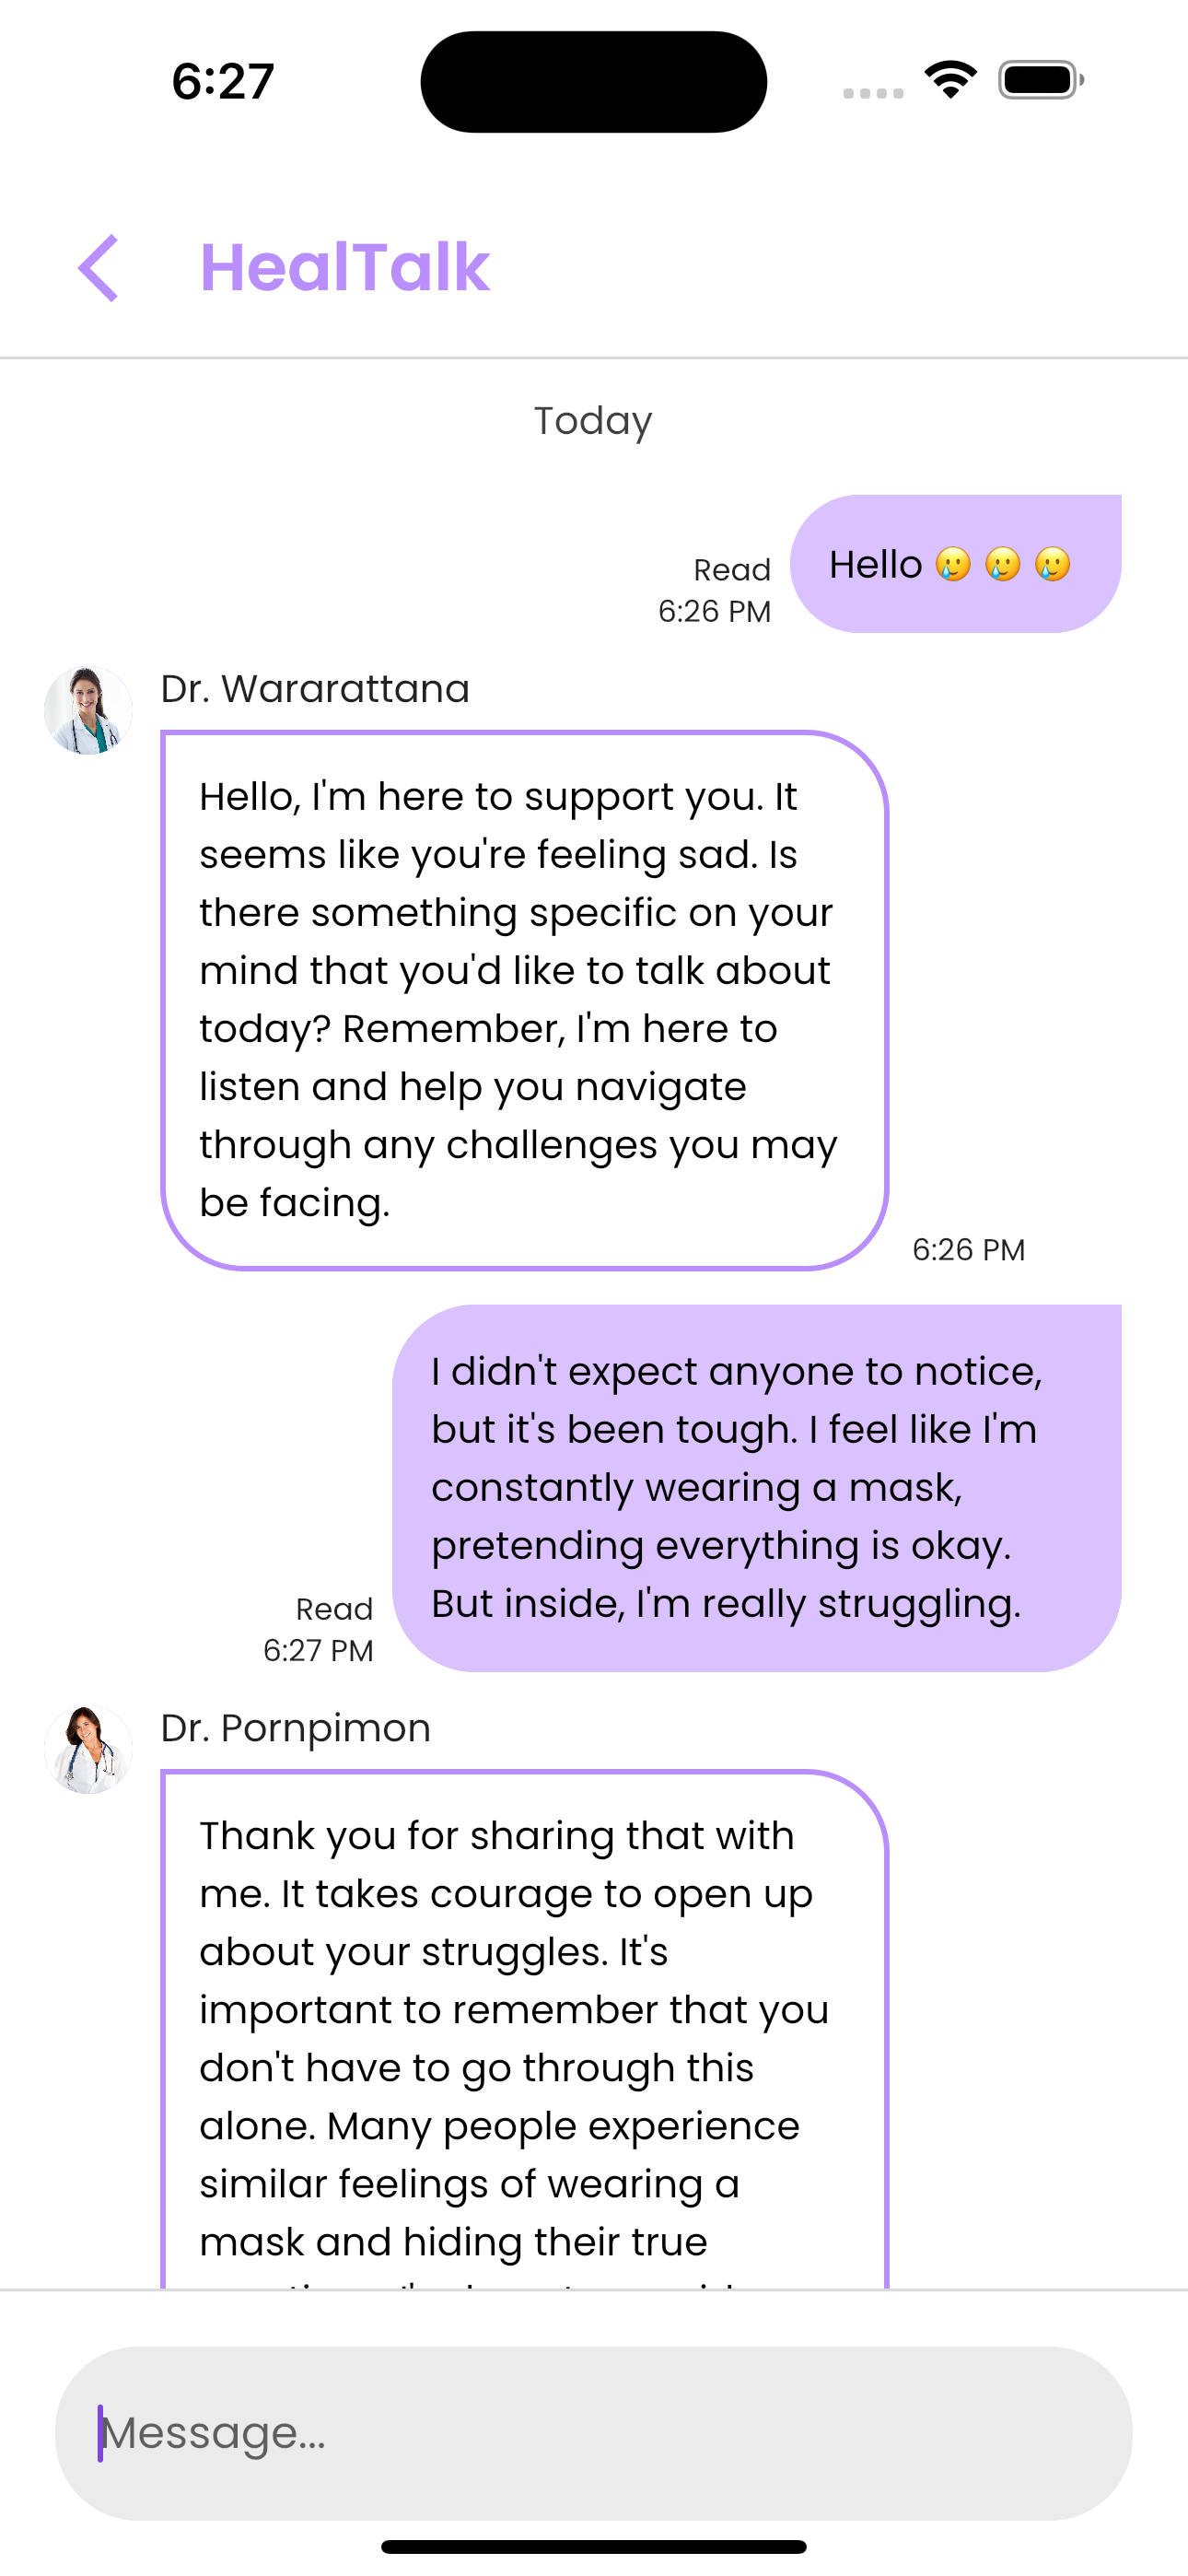 6:27
HealTalk
Today
Hello 🥲 🥲 🥲
Read
6:26 PM
Dr. Wararattana
Hello, I'm here to support you. It
seems like you're feeling sad. Is
there something specific on your
mind that you'd like to talk about
today? Remember, I'm here to
listen and help you navigate
through any challenges you may
be facing.
6:26 PM
I didn't expect anyone to notice,
but it's been tough. I feel like I'm
constantly wearing a mask,
pretending everything is okay.
But inside, I'm really struggling.
Read
6:27 PM
Dr. Pornpimon
Thank you for sharing that with
me. It takes courage to open up
about your struggles. It's
important to remember that you
don't have to go through this
alone. Many people experience
similar feelings of wearing a
mask and hiding their true
Message...